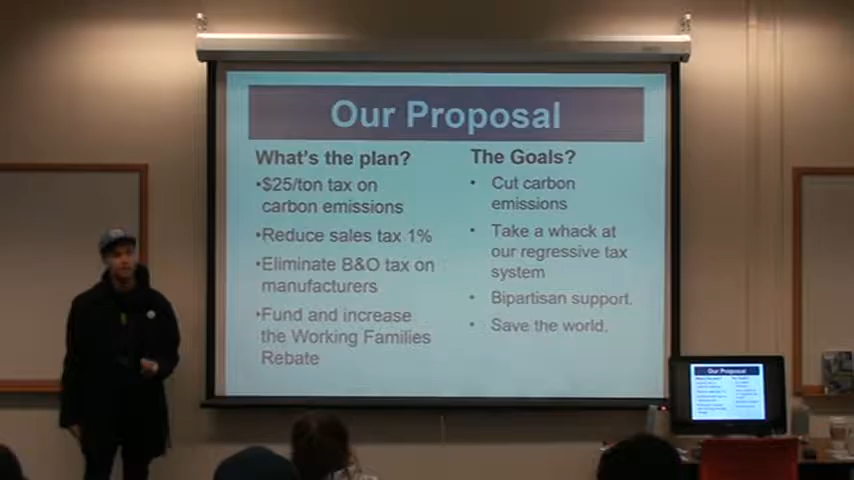 Our Proposal
What's the plan?
•$25/ton tax on
carbon emissions
•Reduce sales tax 1%
•Eliminate B&O tax on
manufacturers
•Fund and increase
the Working Families
Rebate
The Goals?
• Cut carbon
emissions
• Take a whack at
our regressive tax
system
• Bipartisan support.
• Save the world.
Our Proposal